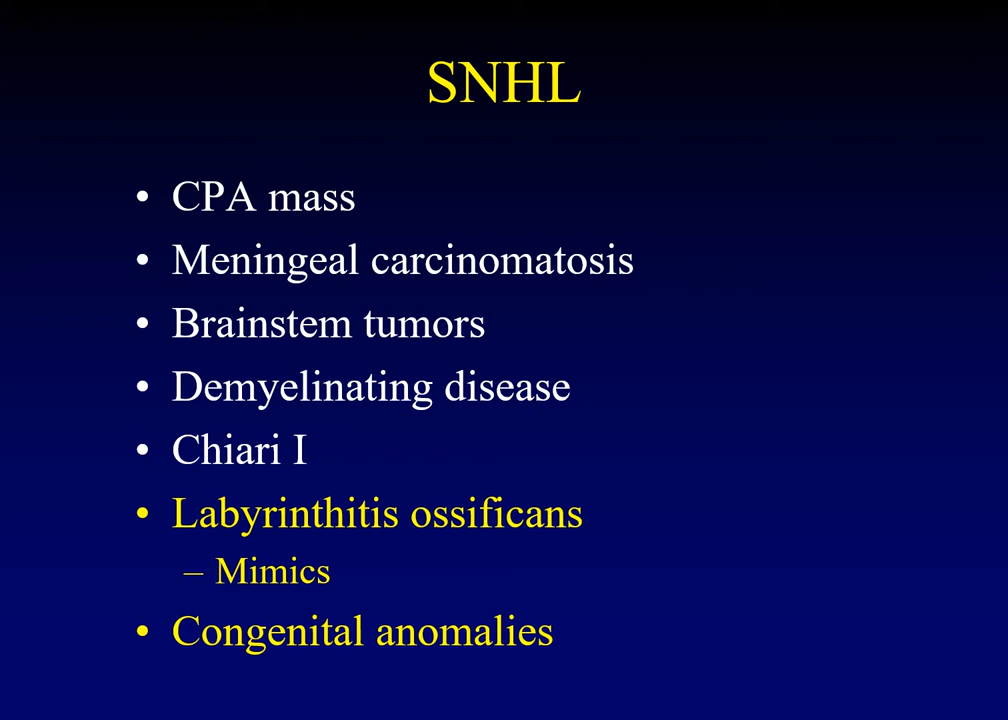 SNHL
• CPA mass
• Meningeal carcinomatosis
• Brainstem tumors
• Demyelinating disease
• Chiari I
• Labyrinthitis ossificans
– Mimics
• Congenital anomalies